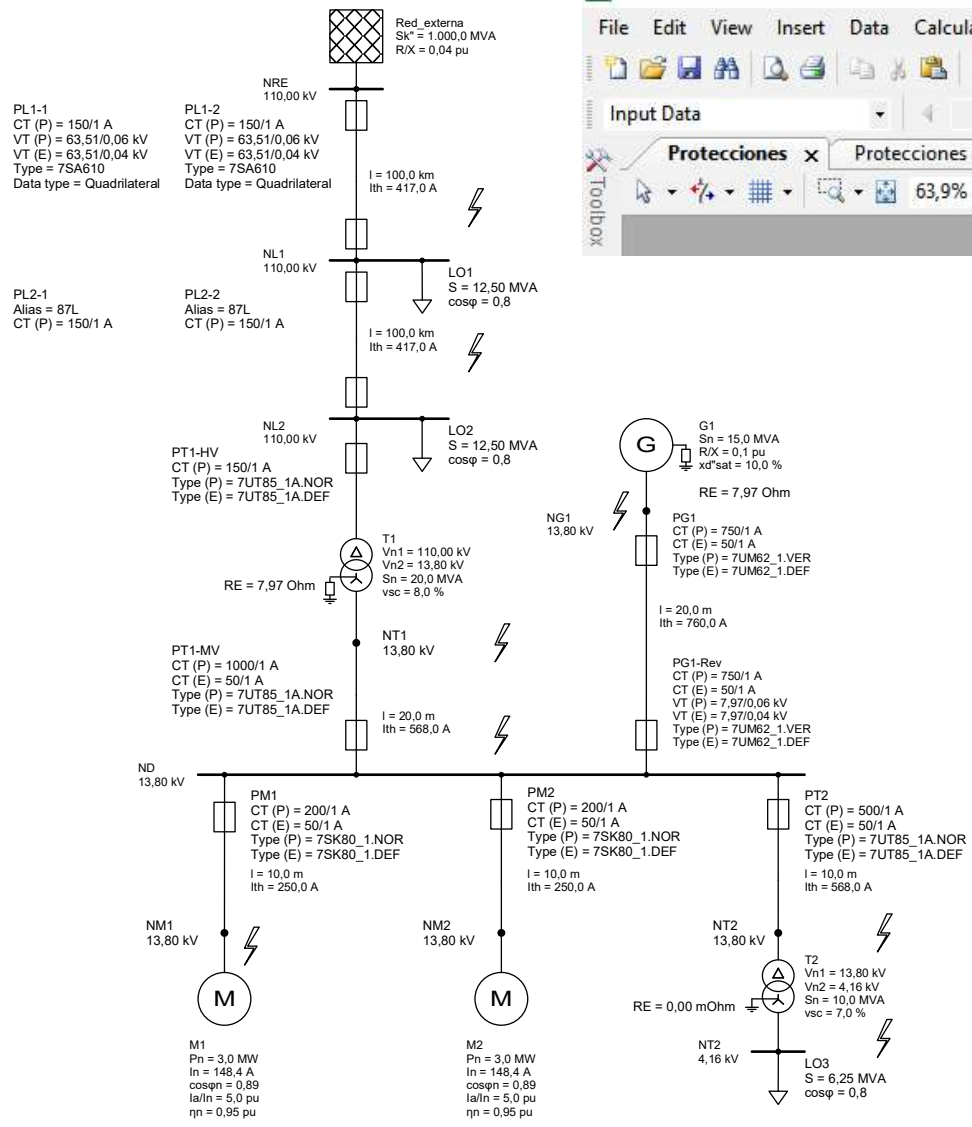 Red_externa
Sk" = 1.000,0 MVA
R/X = 0,04 pu
NRE
110,00 kV
PL1-1
CT (P) = 150/1 A
VT (P) = 63,51/0,06 kV
VT (E) = 63,51/0,04 kV
Type = 7SA610
Data type = Quadrilateral
PL1-2
CT (P) = 150/1 A
VT (P) = 63,51/0,06 kV
VT (E) = 63,51/0,04 kV
Type = 7SA610
Data type = Quadrilateral
l = 100,0 km
Ith = 417,0 A
NL1
110,00 kV
LO1
S = 12,50 MVA
cosφ = 0,8
PL2-1
Alias = 87L
CT (P) = 150/1 A
PL2-2
Alias = 87L
CT (P) = 150/1 A
l = 100,0 km
Ith = 417,0 A
NL2
110,00 kV
LO2
S = 12,50 MVA
cosφ = 0,8
PT1-HV
CT (P) = 150/1 A
Type (P) = 7UT85_1A.NOR
Type (E) = 7UT85_1A.DEF
T1
Vn1 = 110,00 kV
Vn2 = 13,80 kV
Sn = 20,0 MVA
vsc = 8,0 %
RE = 7,97 Ohm
NT1
13,80 kV
PT1-MV
CT (P) = 1000/1 A
CT (E) = 50/1 A
Type (P) = 7UT85_1A.NOR
Type (E) = 7UT85_1A.DEF
l = 20,0 m
Ith = 568,0 A
G
G1
Sn = 15,0 MVA
R/X = 0,1 pu
xd"sat = 10,0 %
RE = 7,97 Ohm
NG1
13,80 kV
PG1
CT (P) = 750/1 A
CT (E) = 50/1 A
Type (P) = 7UM62_1.VER
Type (E) = 7UM62_1.DEF
l = 20,0 m
Ith = 760,0 A
PG1-Rev
CT (P) = 750/1 A
CT (E) = 50/1 A
VT (P) = 7,97/0,06 kV
VT (E) = 7,97/0,04 kV
Type (P) = 7UM62_1.VER
Type (E) = 7UM62_1.DEF
ND
13,80 kV
PM1
CT (P) = 200/1 A
CT (E) = 50/1 A
Type (P) = 7SK80_1.NOR
Type (E) = 7SK80_1.DEF
l = 10,0 m
Ith = 250,0 A
NM1
13,80 kV
M
M1
Pn = 3,0 MW
In = 148,4 A
cosφn = 0,89
Ia/In = 5,0 pu
ηn = 0,95 pu
PM2
CT (P) = 200/1 A
CT (E) = 50/1 A
Type (P) = 7SK80_1.NOR
Type (E) = 7SK80_1.DEF
l = 10,0 m
Ith = 250,0 A
NM2
13,80 kV
M
M2
Pn = 3,0 MW
In = 148,4 A
cosφn = 0,89
Ia/In = 5,0 pu
ηn = 0,95 pu
PT2
CT (P) = 500/1 A
CT (E) = 50/1 A
Type (P) = 7UT85_1A.NOR
Type (E) = 7UT85_1A.DEF
l = 10,0 m
Ith = 568,0 A
NT2
13,80 kV
T2
Vn1 = 13,80 kV
Vn2 = 4,16 kV
Sn = 10,0 MVA
vsc = 7,0 %
RE = 0,00 mOhm
NT2
4,16 kV
LO3
S = 6,25 MVA
cosφ = 0,8
File Edit View Insert Data
Input Data
Protecciones x Protecciones
63,9%
Toolbox